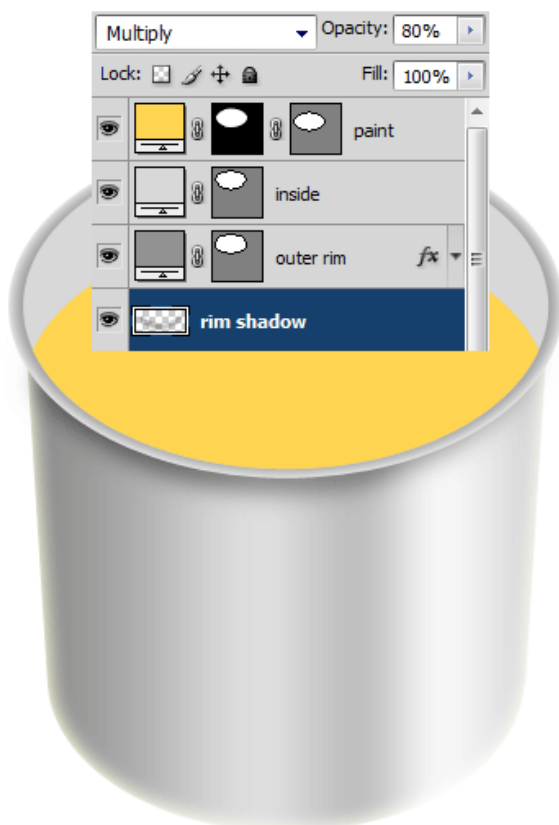 Multiply Opacity: 80%
Lock: Fill: 100%
paint
inside
outer rim fx
rim shadow